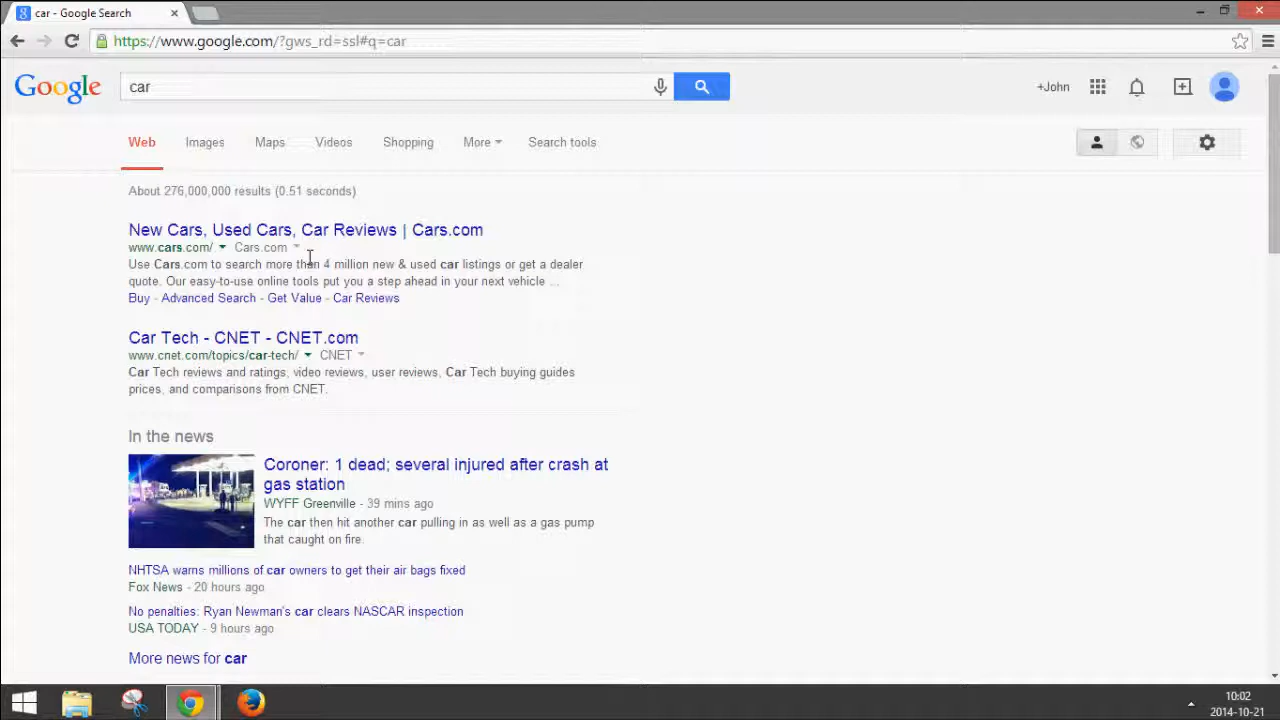 car - Google Search
https://www.google.com/?gws_rd=ssl#q=car
Google
car
+John
Web Images Maps Videos Shopping More Search tools
About 276,000,000 results (0.51 seconds)
New Cars, Used Cars, Car Reviews | Cars.com
www.cars.com/ Cars.com
Use Cars.com to search more than 4 million new & used car listings or get a dealer
quote. Our easy-to-use online tools put you a step ahead in your next vehicle ...
Buy - Advanced Search - Get Value - Car Reviews
Car Tech - CNET - CNET.com
www.cnet.com/topics/car-tech/ CNET
Car Tech reviews and ratings, video reviews, user reviews, Car Tech buying guides
prices, and comparisons from CNET.
In the news
Coroner: 1 dead; several injured after crash at
gas station
WYFF Greenville - 39 mins ago
The car then hit another car pulling in as well as a gas pump
that caught on fire.
NHTSA warns millions of car owners to get their air bags fixed
Fox News - 20 hours ago
No penalties: Ryan Newman's car clears NASCAR inspection
USA TODAY - 9 hours ago
More news for car
10:02
2014-10-21